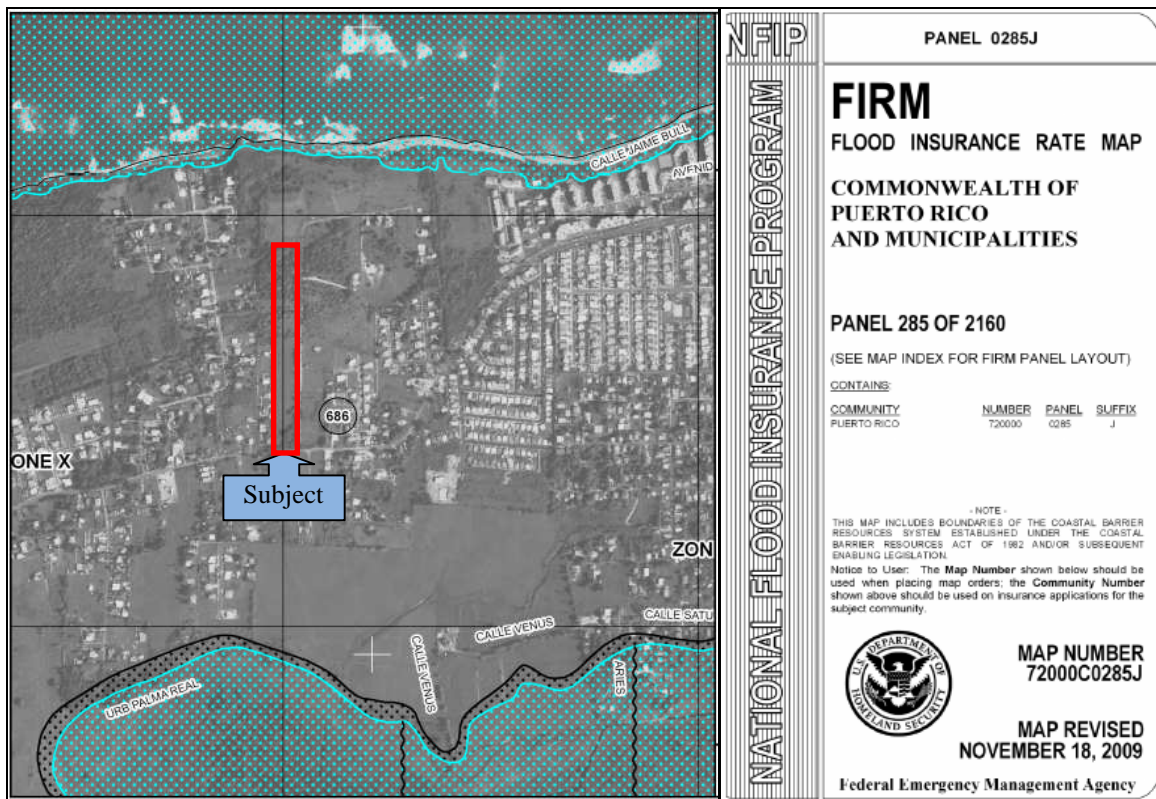 CALLE JAIME BULL
AVENID
686
ONE X
Subject
ZON
CALLE SATU
CALLE VENUS
CALLE VENUS
ARIES
URB PALMA REAL
NFIP
NATIONAL FLOOD INSURANCE PROGRAM
PANEL 0285J
FIRM
FLOOD INSURANCE RATE MAP
COMMONWEALTH OF
PUERTO RICO
AND MUNICIPALITIES
PANEL 285 OF 2160
(SEE MAP INDEX FOR FIRM PANEL LAYOUT)
CONTAINS:
COMMUNITY NUMBER PANEL SUFFIX
PUERTO RICO 720000 0285 J
- NOTE -
THIS MAP INCLUDES BOUNDARIES OF THE COASTAL BARRIER
RESOURCES SYSTEM ESTABLISHED UNDER THE COASTAL
BARRIER RESOURCES ACT OF 1982 AND/OR SUBSEQUENT
ENABLING LEGISLATION.
Notice to User: The Map Number shown below should be
used when placing map orders; the Community Number
shown above should be used on insurance applications for the
subject community.
U.S. DEPARTMENT OF
HOMELAND SECURITY
MAP NUMBER
72000C0285J
MAP REVISED
NOVEMBER 18, 2009
Federal Emergency Management Agency